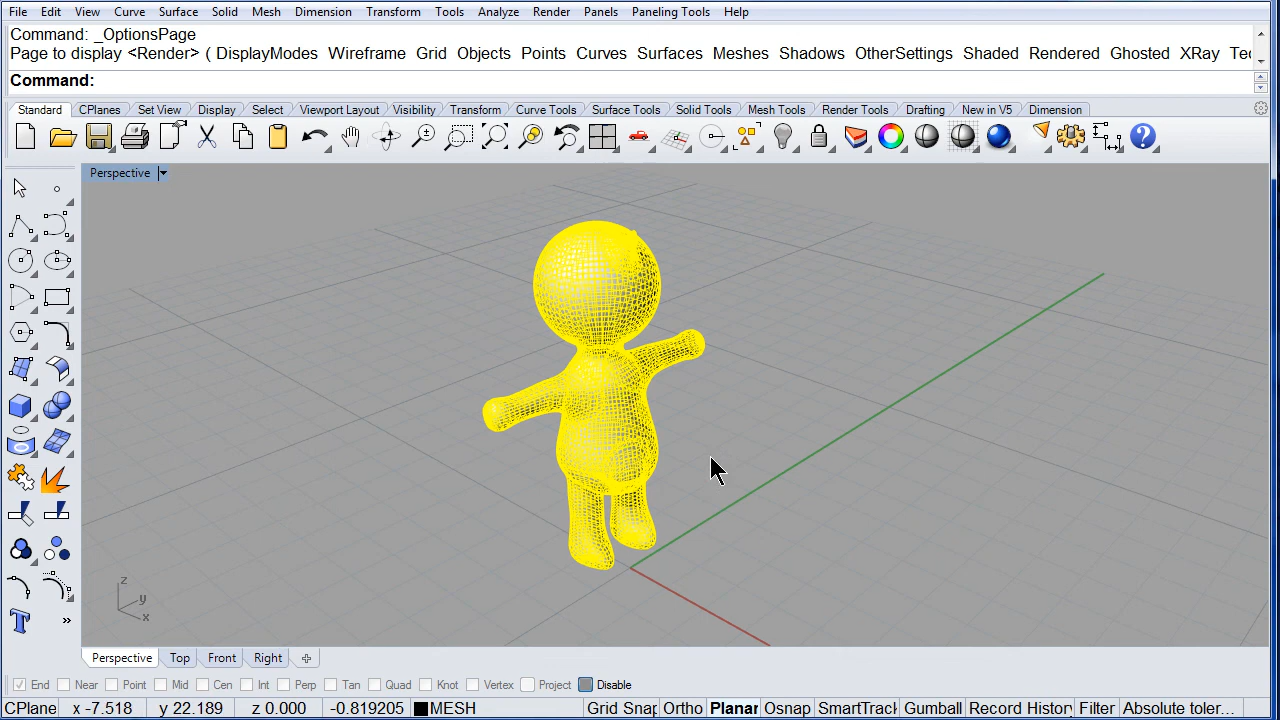 File Edit View Curve Surface Solid Mesh Dimension Transform Tools Analyze Render Panels Paneling Tools Help
Command: _OptionsPage
Page to display <Render> ( DisplayModes Wireframe Grid Objects Points Curves Surfaces Meshes Shadows OtherSettings Shaded Rendered Ghosted XRay Tec
Command:
Standard CPlanes Set View Display Select Viewport Layout Visibility Transform Curve Tools Surface Tools Solid Tools Mesh Tools Render Tools Drafting New in V5 Dimension
Perspective
z
y
x
Perspective Top Front Right
End Near Point Mid Cen Int Perp Tan Quad Knot Vertex Project Disable
CPlane x -7.518 y 22.189 z 0.000 -0.819205 MESH Grid Snap Ortho Planar Osnap SmartTrack Gumball Record History Filter Absolute toler...